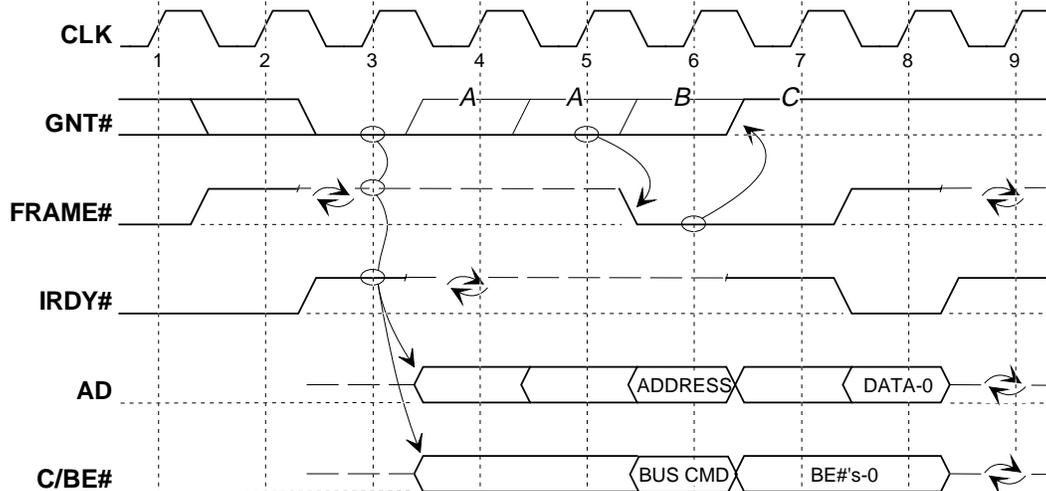 CLK
1 2 3 4 5 6 7 8 9
GNT# A A B C
FRAME#
IRDY#
AD ADDRESS DATA-0
C/BE# BUS CMD BE#'s-0